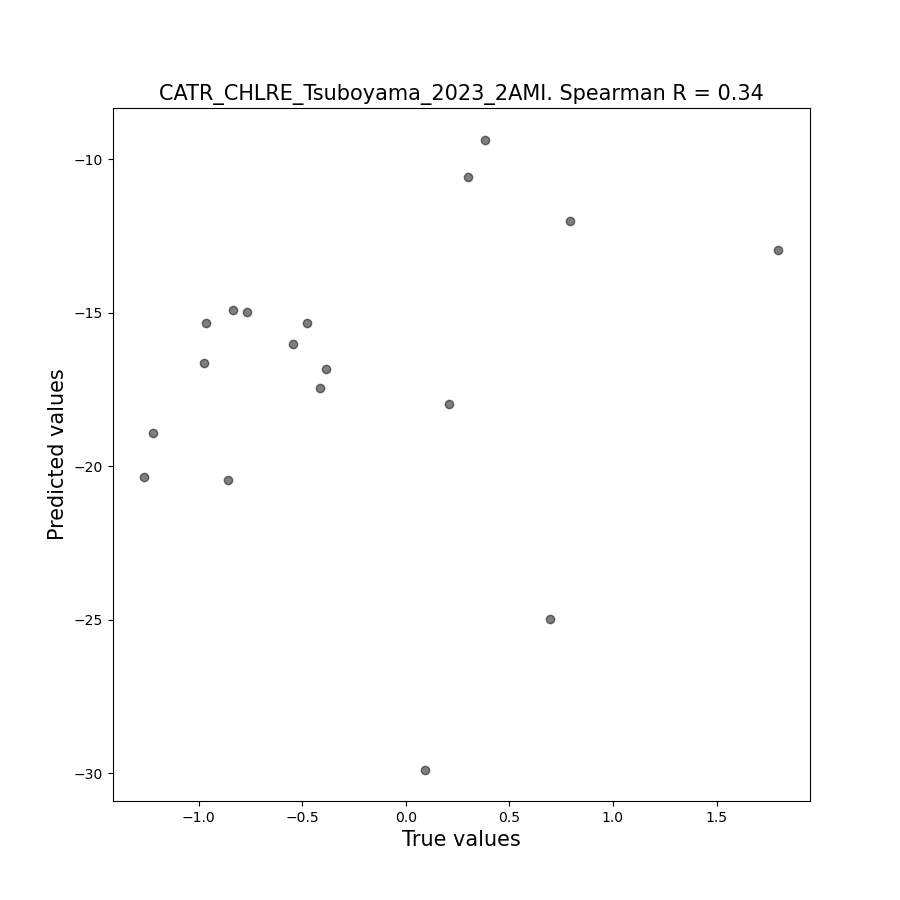 CATR_CHLRE_Tsuboyama_2023_2AMI. Spearman R = 0.34
−10
−15
−20
−25
−30
Predicted values
−1.0 −0.5 0.0 0.5 1.0 1.5
True values